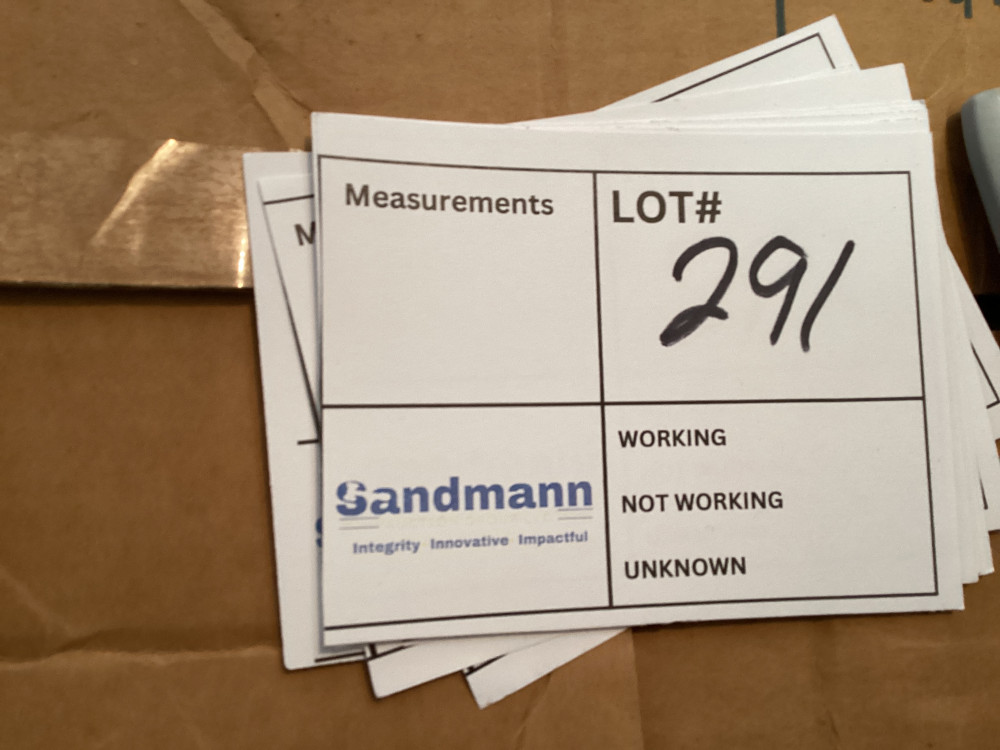 Measurements
LOT#
291
M
Sandmann
Integrity Innovative Impactful
WORKING
NOT WORKING
UNKNOWN